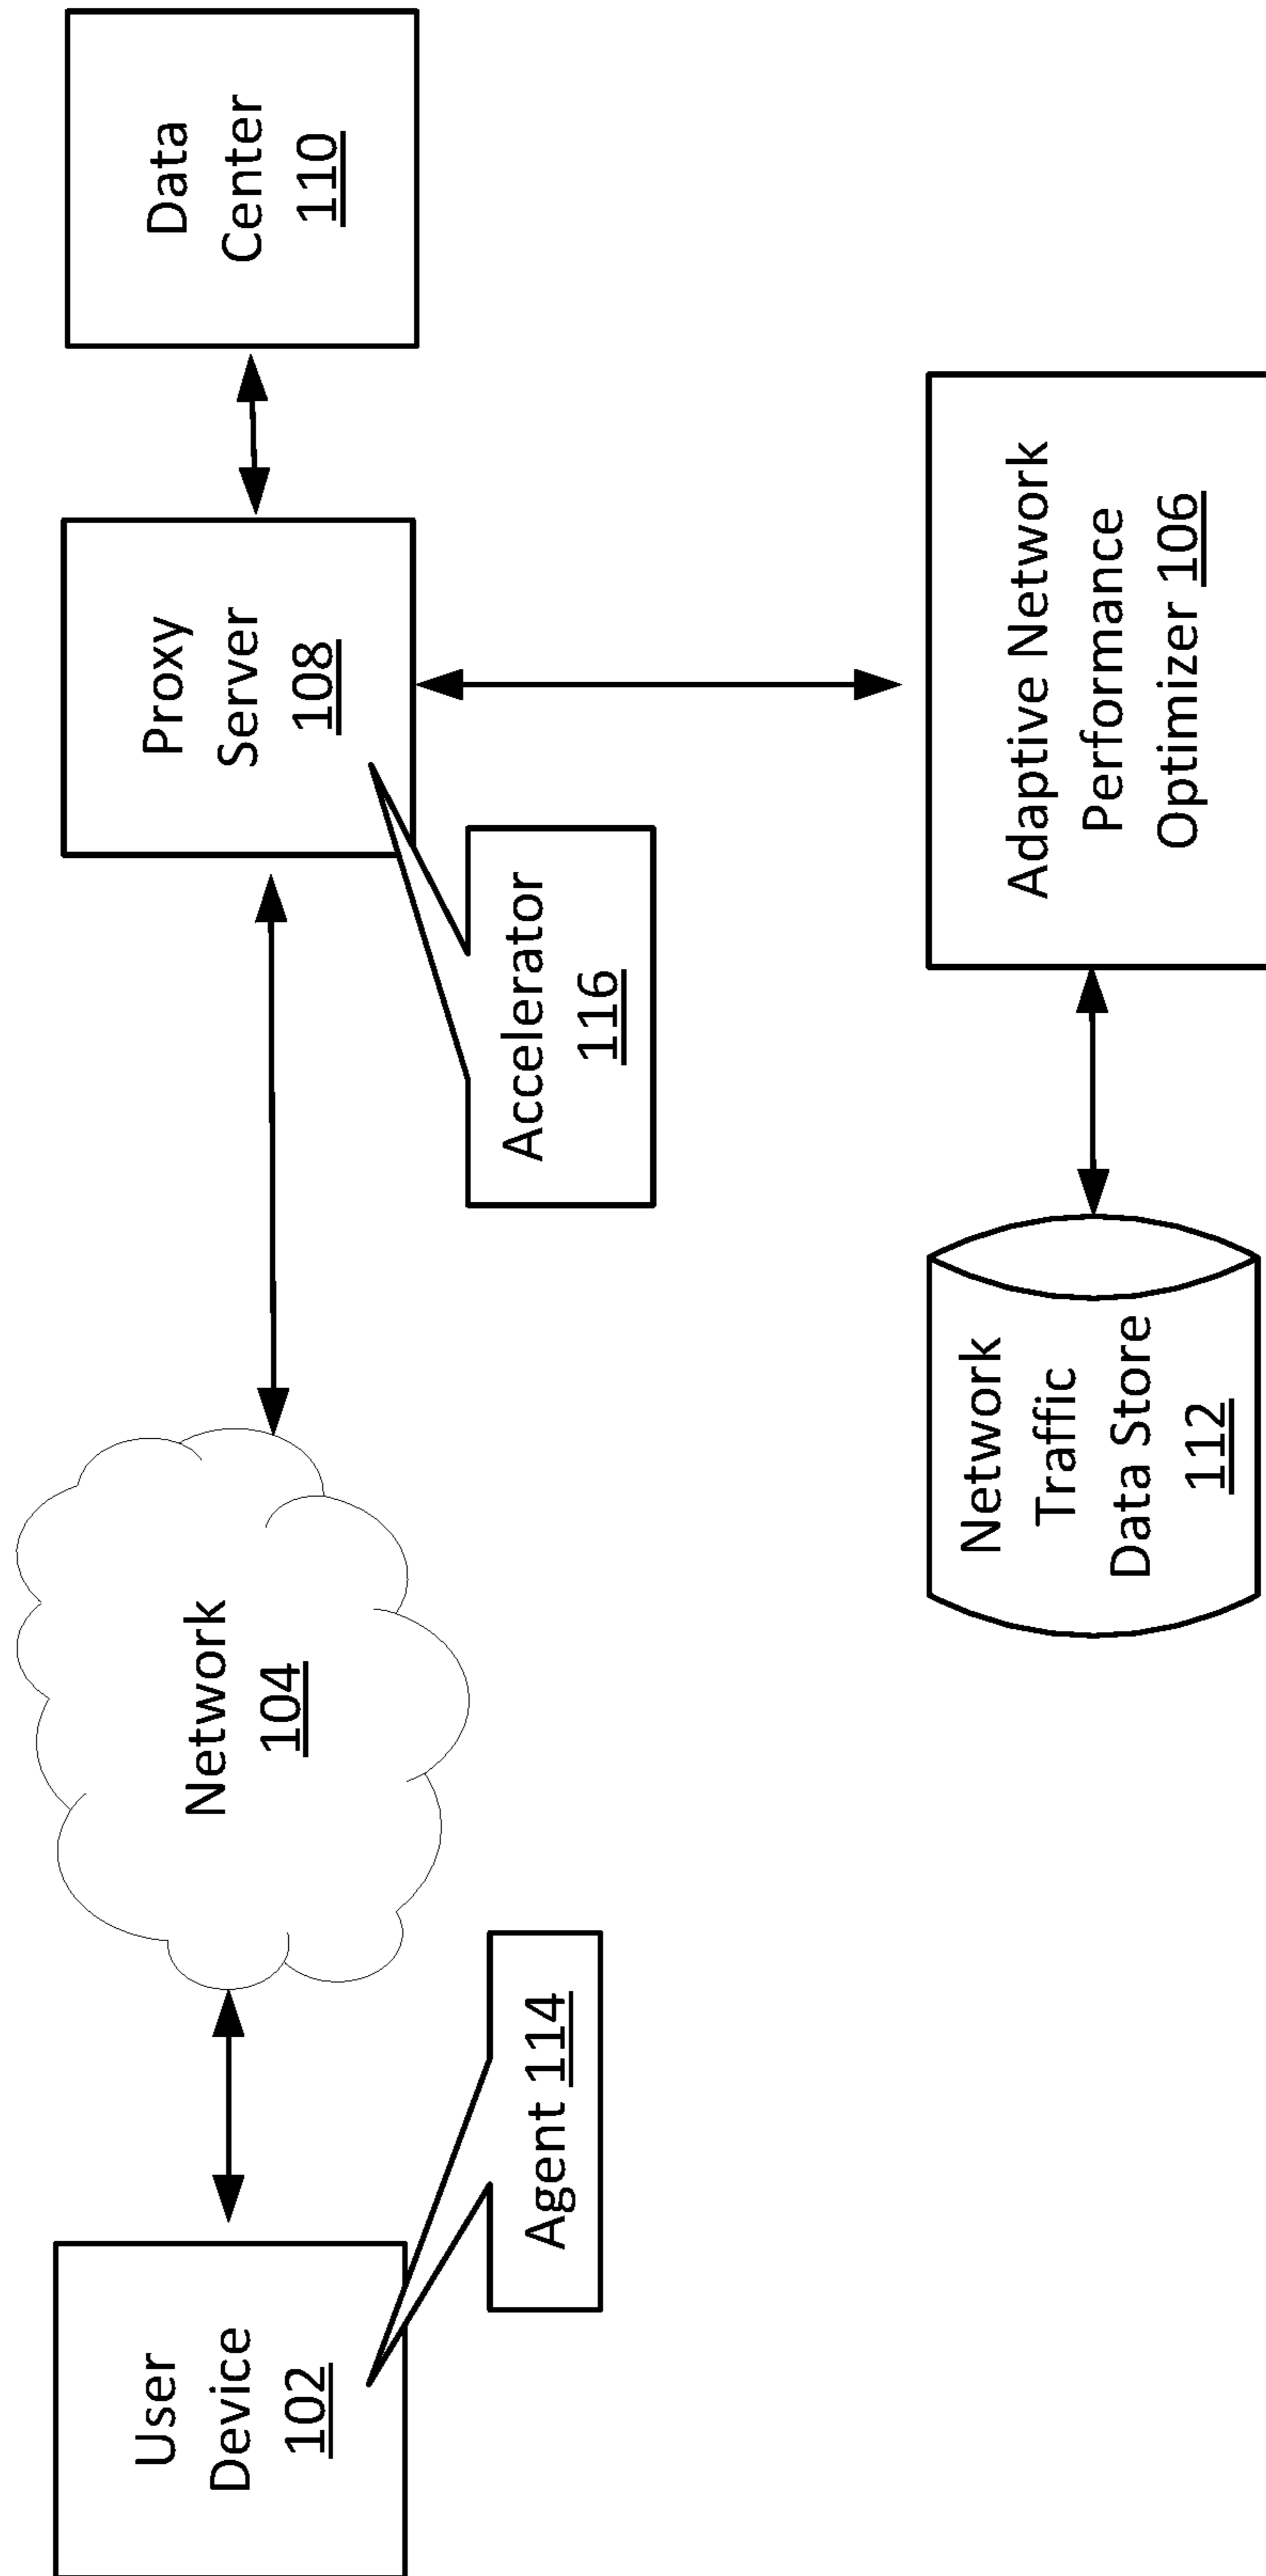 User
Device
102
Network
104
Proxy
Server
108
Data
Center
110
Agent 114
Accelerator
116
Network
Traffic
Data Store
112
Adaptive Network
Performance
Optimizer 106